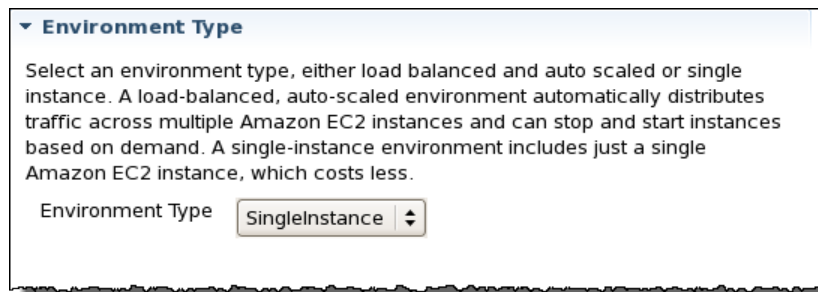 Environment Type
Select an environment type, either load balanced and auto scaled or single
instance. A load-balanced, auto-scaled environment automatically distributes
traffic across multiple Amazon EC2 instances and can stop and start instances
based on demand. A single-instance environment includes just a single
Amazon EC2 instance, which costs less.
Environment Type SingleInstance